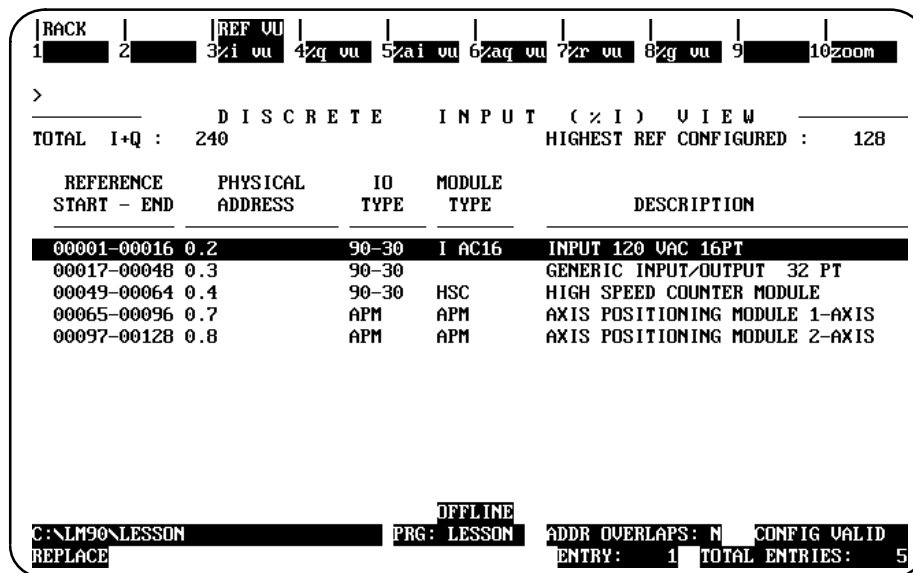 |RACK | |REF VU | | | | | | |
1 2 3%i vu 4%q vu 5%ai vu 6%aq vu 7%r vu 8%g vu 9 10zoom
>
D I S C R E T E I N P U T ( % I ) V I E W
TOTAL I+Q : 240 HIGHEST REF CONFIGURED : 128
REFERENCE PHYSICAL IO MODULE
START - END ADDRESS TYPE TYPE DESCRIPTION
00001-00016 0.2 90-30 I AC16 INPUT 120 VAC 16PT
00017-00048 0.3 90-30 GENERIC INPUT/OUTPUT 32 PT
00049-00064 0.4 90-30 HSC HIGH SPEED COUNTER MODULE
00065-00096 0.7 APM APM AXIS POSITIONING MODULE 1-AXIS
00097-00128 0.8 APM APM AXIS POSITIONING MODULE 2-AXIS
OFFLINE
C:\LM90\LESSON PRG: LESSON ADDR OVERLAPS: N CONFIG VALID
REPLACE ENTRY: 1 TOTAL ENTRIES: 5